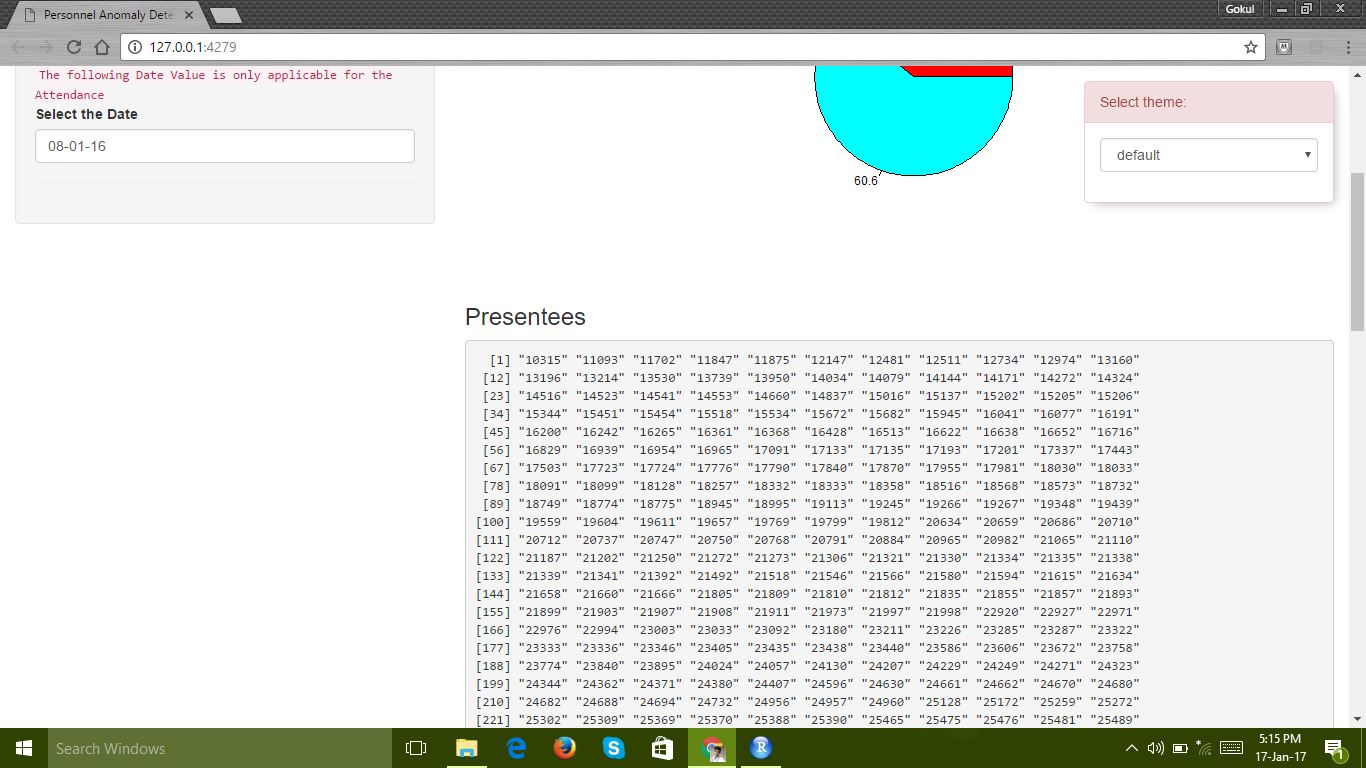 Personnel Anomaly Dete
Gokul
127.0.0.1:4279
The following Date Value is only applicable for the
Attendance
Select the Date
08-01-16
60.6
Select theme:
default
Presentees
[1] "10315" "11093" "11702" "11847" "11875" "12147" "12481" "12511" "12734" "12974" "13160"
[12] "13196" "13214" "13530" "13739" "13950" "14034" "14079" "14144" "14171" "14272" "14324"
[23] "14516" "14523" "14541" "14553" "14660" "14837" "15016" "15137" "15202" "15205" "15206"
[34] "15344" "15451" "15454" "15518" "15534" "15672" "15682" "15945" "16041" "16077" "16191"
[45] "16200" "16242" "16265" "16361" "16368" "16428" "16513" "16622" "16638" "16652" "16716"
[56] "16829" "16939" "16954" "16965" "17091" "17133" "17135" "17193" "17201" "17337" "17443"
[67] "17503" "17723" "17724" "17776" "17790" "17840" "17870" "17955" "17981" "18030" "18033"
[78] "18091" "18099" "18128" "18257" "18332" "18333" "18358" "18516" "18568" "18573" "18732"
[89] "18749" "18774" "18775" "18945" "18995" "19113" "19245" "19266" "19267" "19348" "19439"
[100] "19559" "19604" "19611" "19657" "19769" "19799" "19812" "20634" "20659" "20686" "20710"
[111] "20712" "20737" "20747" "20750" "20768" "20791" "20884" "20965" "20982" "21065" "21110"
[122] "21187" "21202" "21250" "21272" "21273" "21306" "21321" "21330" "21334" "21335" "21338"
[133] "21339" "21341" "21392" "21492" "21518" "21546" "21566" "21580" "21594" "21615" "21634"
[144] "21658" "21660" "21666" "21805" "21809" "21810" "21812" "21835" "21855" "21857" "21893"
[155] "21899" "21903" "21907" "21908" "21911" "21973" "21997" "21998" "22920" "22927" "22971"
[166] "22976" "22994" "23003" "23033" "23092" "23180" "23211" "23226" "23285" "23287" "23322"
[177] "23333" "23336" "23346" "23405" "23435" "23438" "23440" "23586" "23606" "23672" "23758"
[188] "23774" "23840" "23895" "24024" "24057" "24130" "24207" "24229" "24249" "24271" "24323"
[199] "24344" "24362" "24371" "24380" "24407" "24596" "24630" "24661" "24662" "24670" "24680"
[210] "24682" "24688" "24694" "24732" "24956" "24957" "24960" "25128" "25172" "25259" "25272"
[221] "25302" "25309" "25369" "25370" "25388" "25390" "25465" "25475" "25476" "25481" "25489"
Search Windows
5:15 PM
17-Jan-17
1